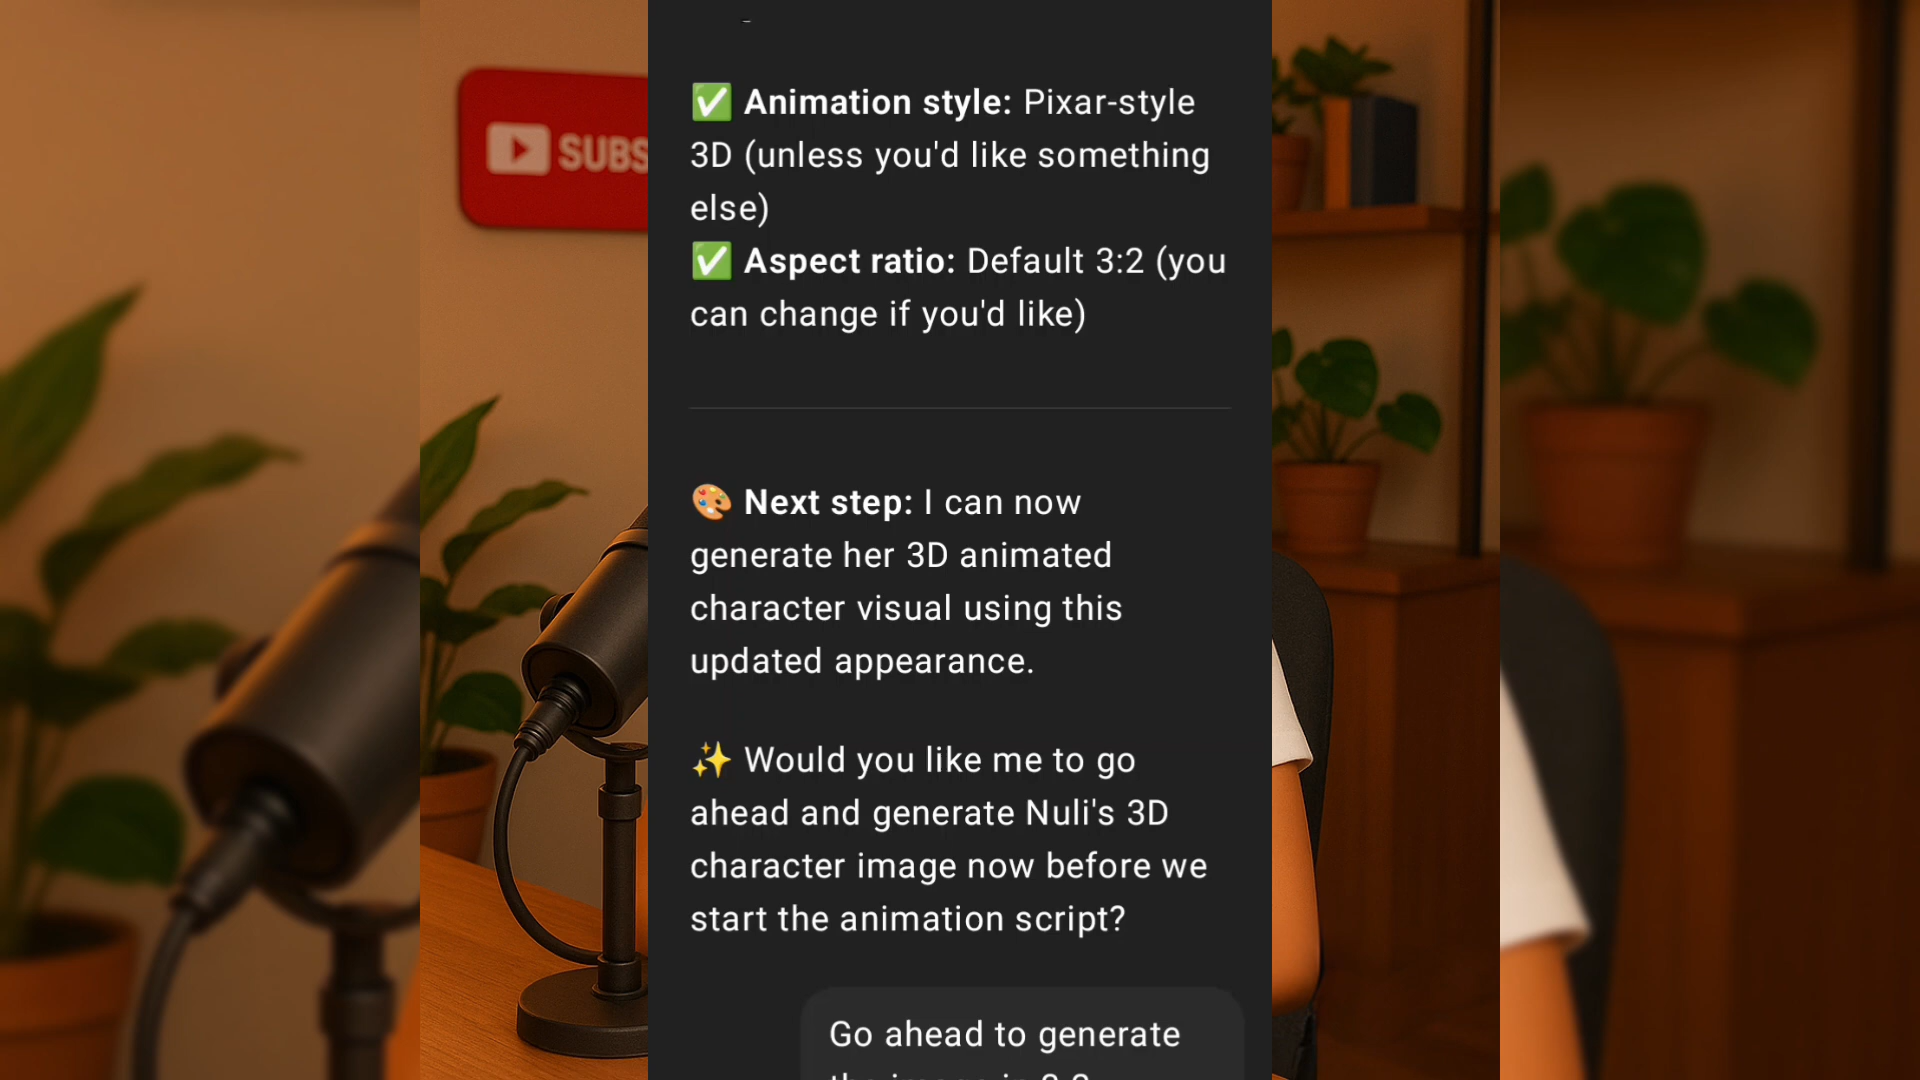 SUBS
✅ Animation style: Pixar-style
3D (unless you'd like something
else)
✅ Aspect ratio: Default 3:2 (you
can change if you'd like)
🎨 Next step: I can now
generate her 3D animated
character visual using this
updated appearance.
✨ Would you like me to go
ahead and generate Nuli's 3D
character image now before we
start the animation script?
Go ahead to generate